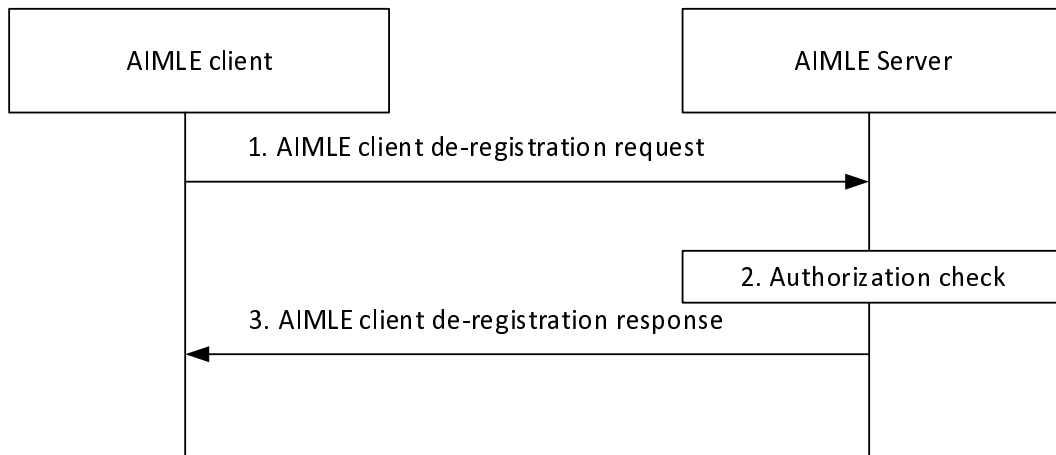 AIMLE client
AIMLE Server
1. AIMLE client de-registration request
2. Authorization check
3. AIMLE client de-registration response